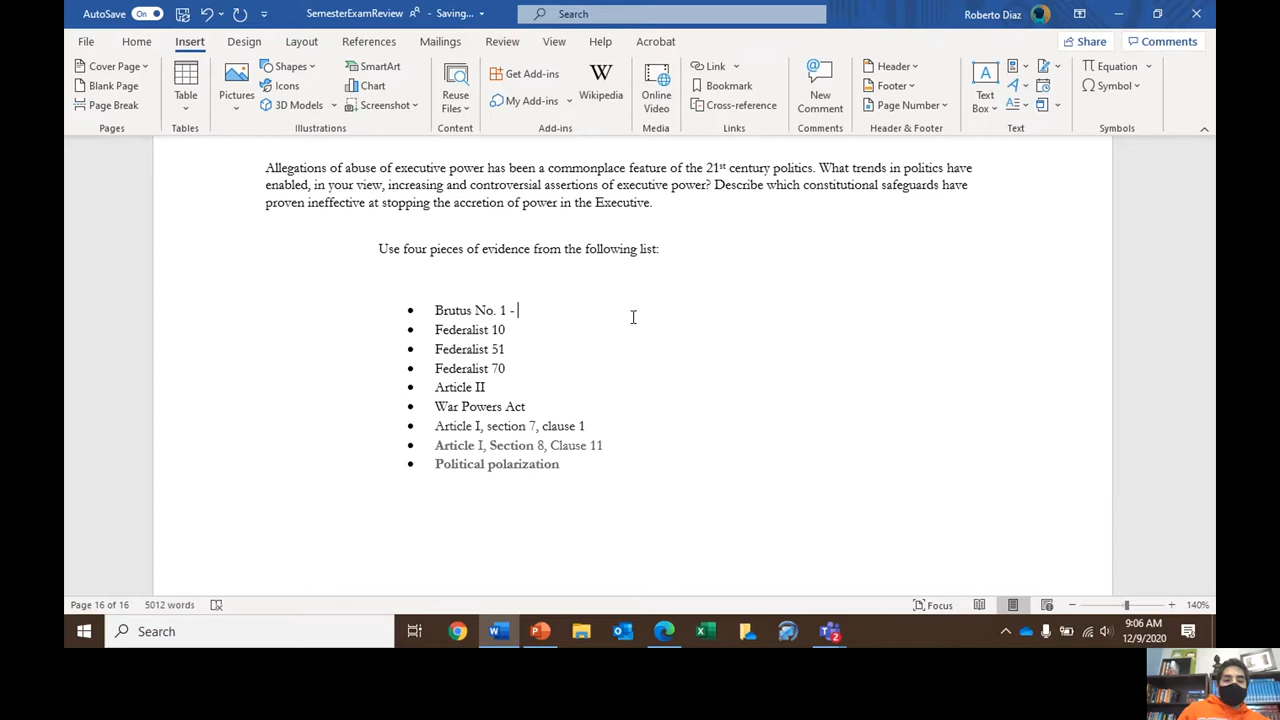 AutoSave On SemesterExamReview Saving... Search Roberto Diaz
File Home Insert Design Layout References Mailings Review View Help Acrobat Share Comments
Cover Page Shapes SmartArt Get Add-ins Link Header Equation
Blank Page Icons Chart Bookmark Footer Symbol
Page Break 3D Models Screenshot My Add-ins Cross-reference Page Number
Table Pictures Reuse Files Wikipedia Online Video New Comment Text Box
Pages Tables Illustrations Content Add-ins Media Links Comments Header & Footer Text Symbols
Allegations of abuse of executive power has been a commonplace feature of the 21st century politics. What trends in politics have
enabled, in your view, increasing and controversial assertions of executive power? Describe which constitutional safeguards have
proven ineffective at stopping the accretion of power in the Executive.
Use four pieces of evidence from the following list:
• Brutus No. 1 -
• Federalist 10
• Federalist 51
• Federalist 70
• Article II
• War Powers Act
• Article I, section 7, clause 1
• Article I, Section 8, Clause 11
• Political polarization
Page 16 of 16 5012 words Focus 140%
Search 2 9:06 AM
12/9/2020